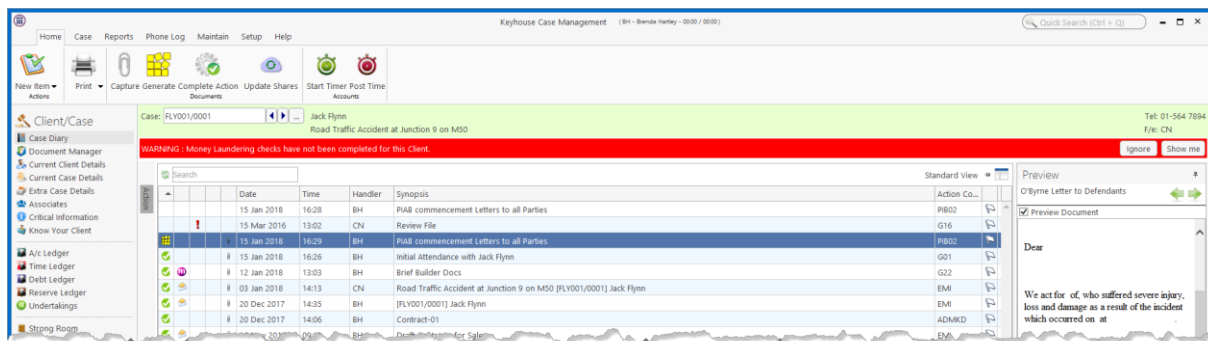 Keyhouse Case Management ( BH - Brenda Hartley - 00:00 / 00:00 )
Quick Search (Ctrl + Q)
Home Case Reports Phone Log Maintain Setup Help
New Item Print Capture Generate Complete Action Update Shares Start Timer Post Time
Actions Documents Accounts
Client/Case
Case Diary
Document Manager
Current Client Details
Current Case Details
Extra Case Details
Associates
Critical Information
Know Your Client
A/c Ledger
Time Ledger
Debt Ledger
Reserve Ledger
Undertakings
Strong Room
Case: FLY001/0001 ... Jack Flynn Tel: 01-564 7894
Road Traffic Accident at Junction 9 on M50 F/e: CN
WARNING : Money Laundering checks have not been completed for this Client. Ignore Show me
Action
Search Standard View
Date Time Handler Synopsis Action Co...
15 Jan 2018 16:28 BH PIAB commencement Letters to all Parties PIB02
15 Mar 2016 13:02 CN Review File G16
15 Jan 2018 16:29 BH PIAB commencement Letters to all Parties PIB02
15 Jan 2018 16:26 BH Initial Attendance with Jack Flynn G01
12 Jan 2018 13:03 BH Brief Builder Docs G22
03 Jan 2018 14:13 CN Road Traffic Accident at Junction 9 on M50 [FLY001/0001] Jack Flynn EMI
20 Dec 2017 14:35 BH [FLY001/0001] Jack Flynn EMI
20 Dec 2017 14:06 BH Contract-01 ADMKD
for Sale EMI
Preview
O'Byrne Letter to Defendants
Preview Document
Dear
We act for of, who suffered severe injury,
loss and damage as a result of the incident
which occurred on at .